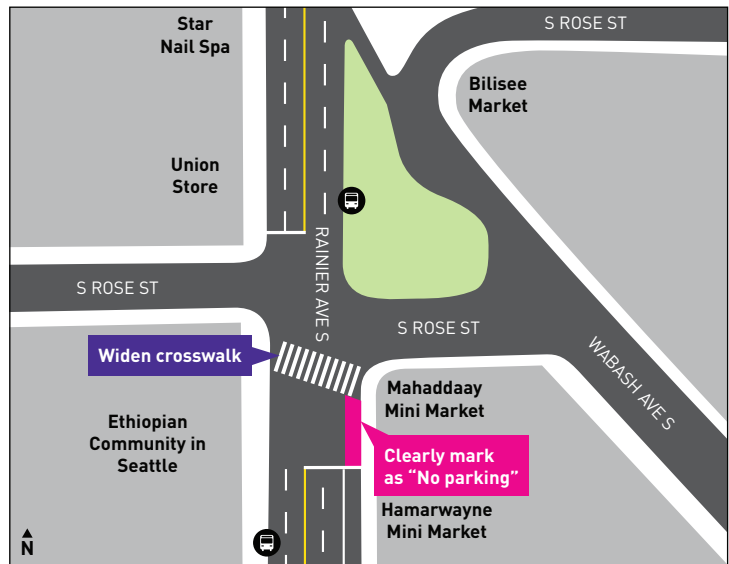 Star
Nail Spa
S ROSE ST
Bilisee
Market
Union
Store
RAINIER AVE S
S ROSE ST
S ROSE ST
WABASH AVE S
Widen crosswalk
Mahaddaay
Mini Market
Ethiopian
Community in
Seattle
Clearly mark
as “No parking”
Hamarwayne
Mini Market
N